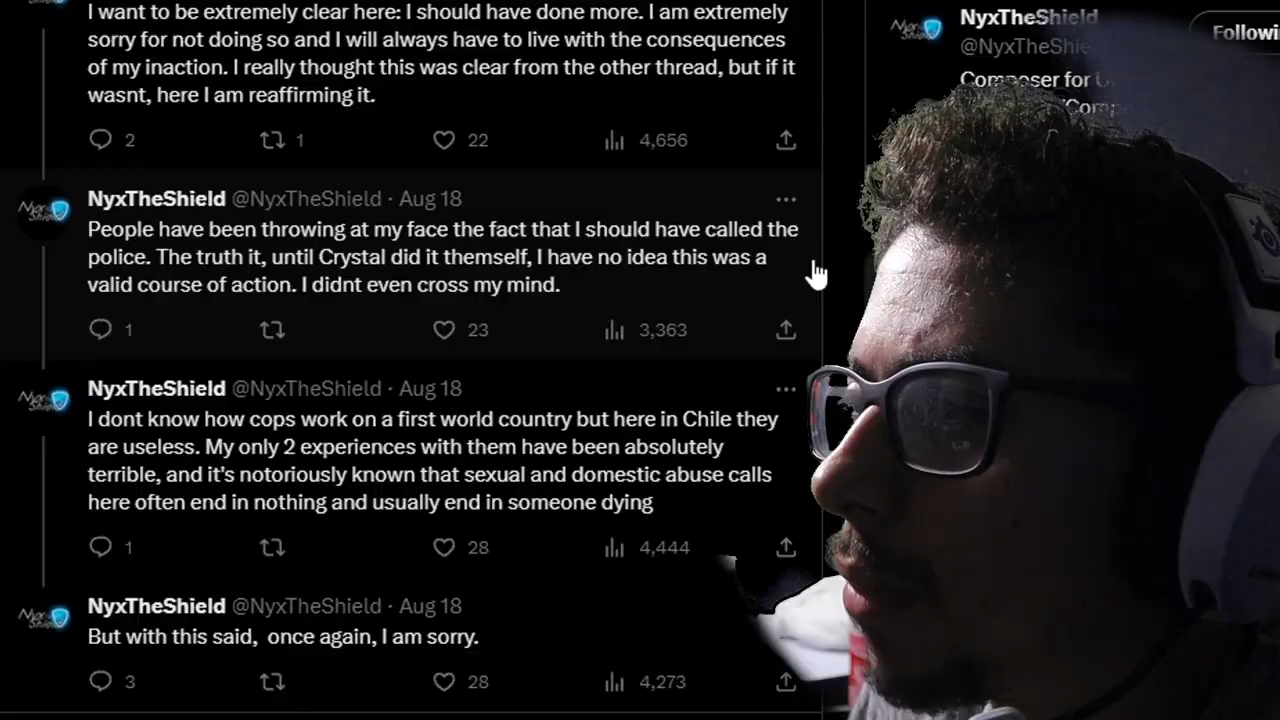 I want to be extremely clear here: I should have done more. I am extremely
sorry for not doing so and I will always have to live with the consequences
of my inaction. I really thought this was clear from the other thread, but if it
wasnt, here I am reaffirming it.
2 1 22 4,656
NyxTheShield @NyxTheShield · Aug 18
People have been throwing at my face the fact that I should have called the
police. The truth it, until Crystal did it themself, I have no idea this was a
valid course of action. I didnt even cross my mind.
1 23 3,363
NyxTheShield @NyxTheShield · Aug 18
I dont know how cops work on a first world country but here in Chile they
are useless. My only 2 experiences with them have been absolutely
terrible, and it's notoriously known that sexual and domestic abuse calls
here often end in nothing and usually end in someone dying
1 28 4,444
NyxTheShield @NyxTheShield · Aug 18
But with this said, once again, I am sorry.
3 28 4,273
NyxTheShield
@NyxTheShie
Followi
Composer for